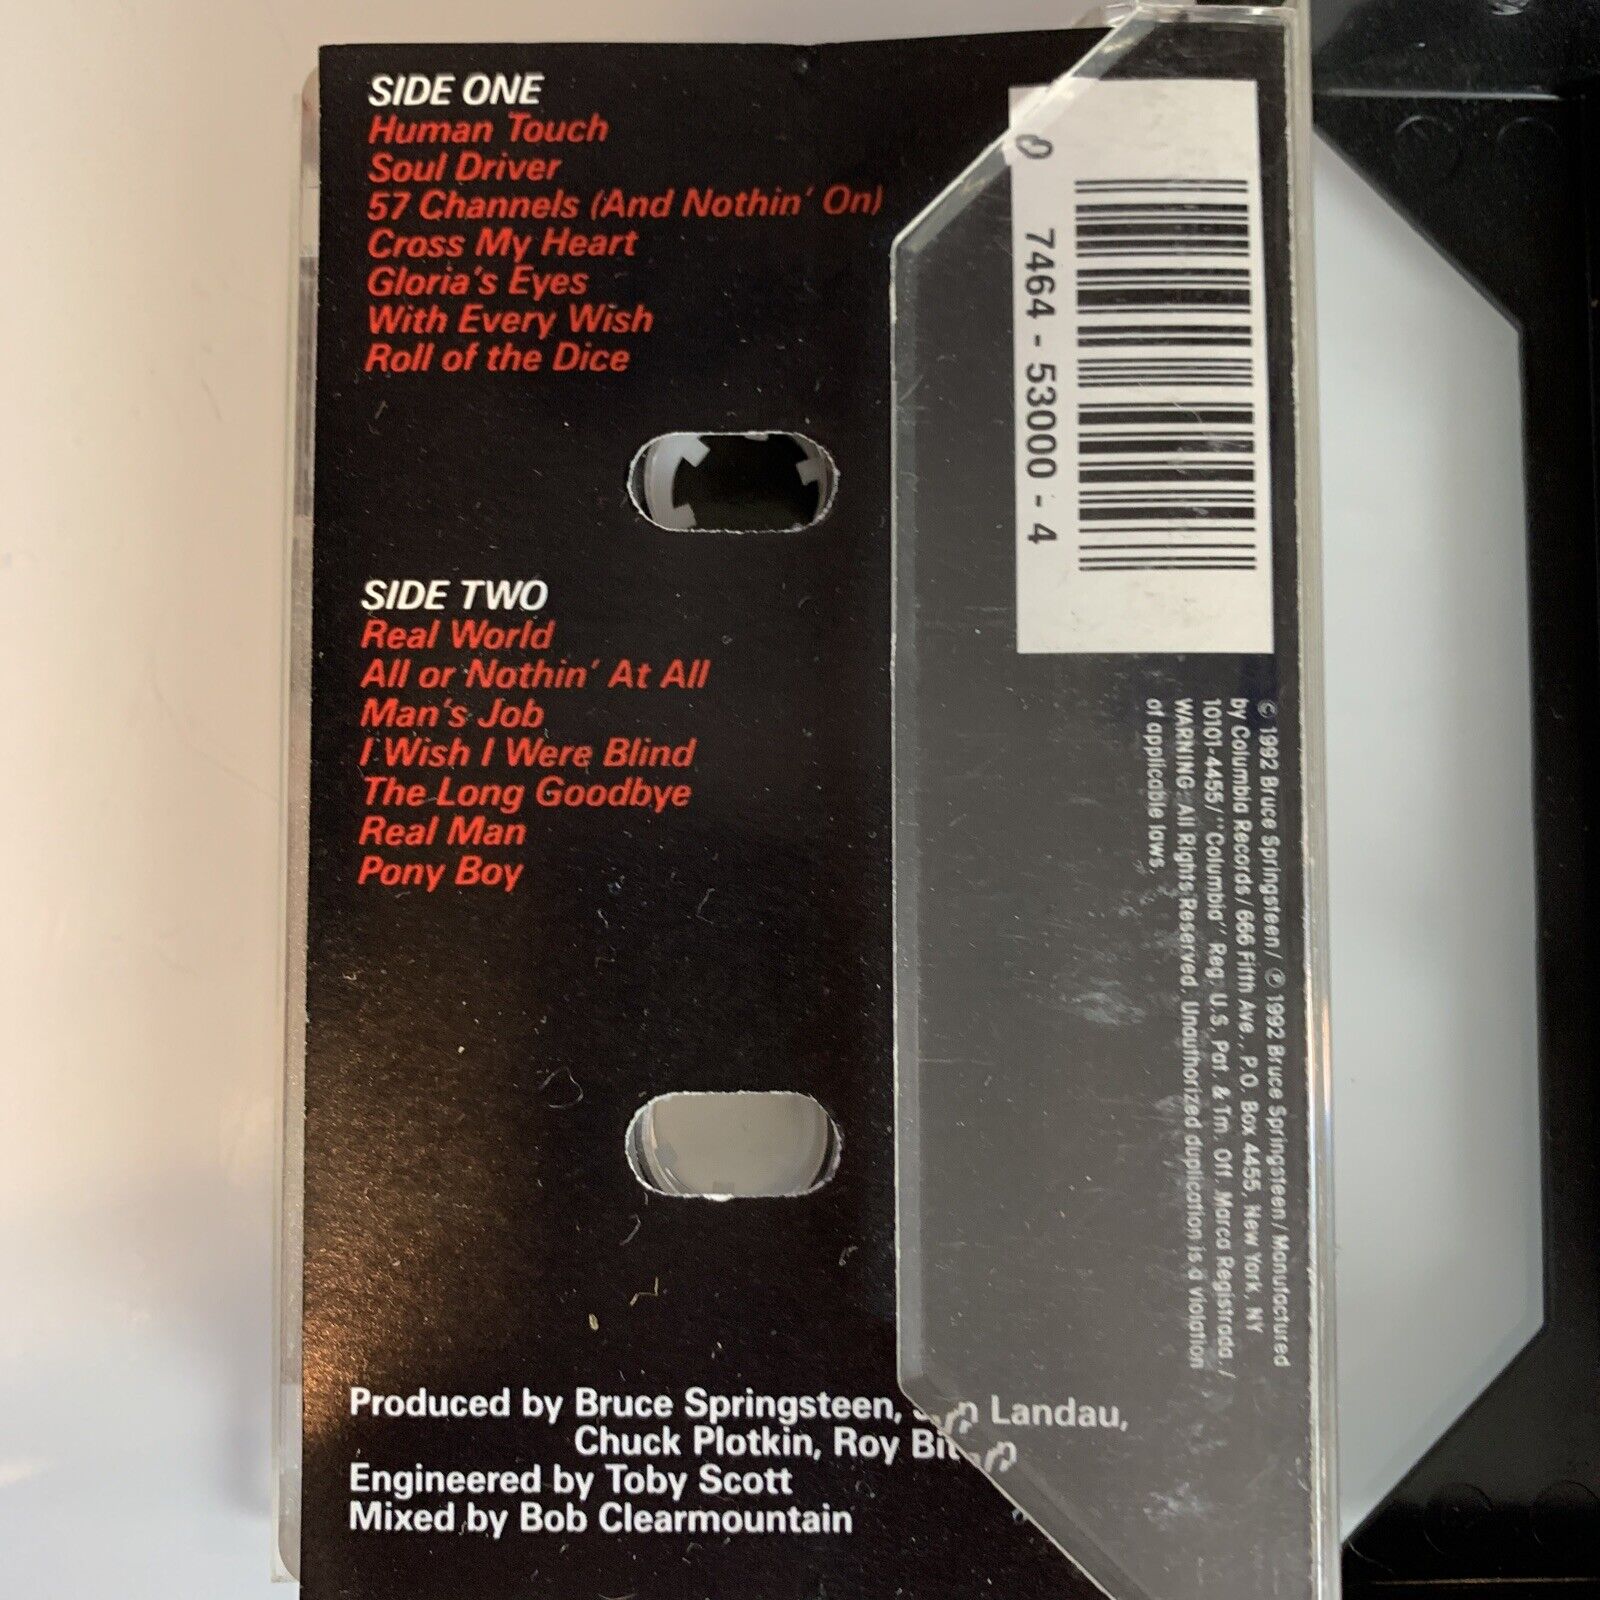 SIDE ONE
Human Touch
Soul Driver
57 Channels (And Nothin' On)
Cross My Heart
Gloria's Eyes
With Every Wish
Roll of the Dice
SIDE TWO
Real World
All or Nothin' At All
Man's Job
I Wish I Were Blind
The Long Goodbye
Real Man
Pony Boy
Produced by Bruce Springsteen, Landau,
Chuck Plotkin, Roy
Engineered by Toby Scott
Mixed by Bob Clearmountain
0 7464-53000-4
© 1992 Bruce Springsteen/ ℗ 1992 Bruce Springsteen/Manufactured
by Columbia Records/666 Fifth Ave., P.O. Box 4455, New York, NY
10101-4455/"Columbia" Reg. U.S. Pat. & Tm. Off. Marca Registrada./
WARNING: All Rights Reserved. Unauthorized duplication is a violation
of applicable laws.